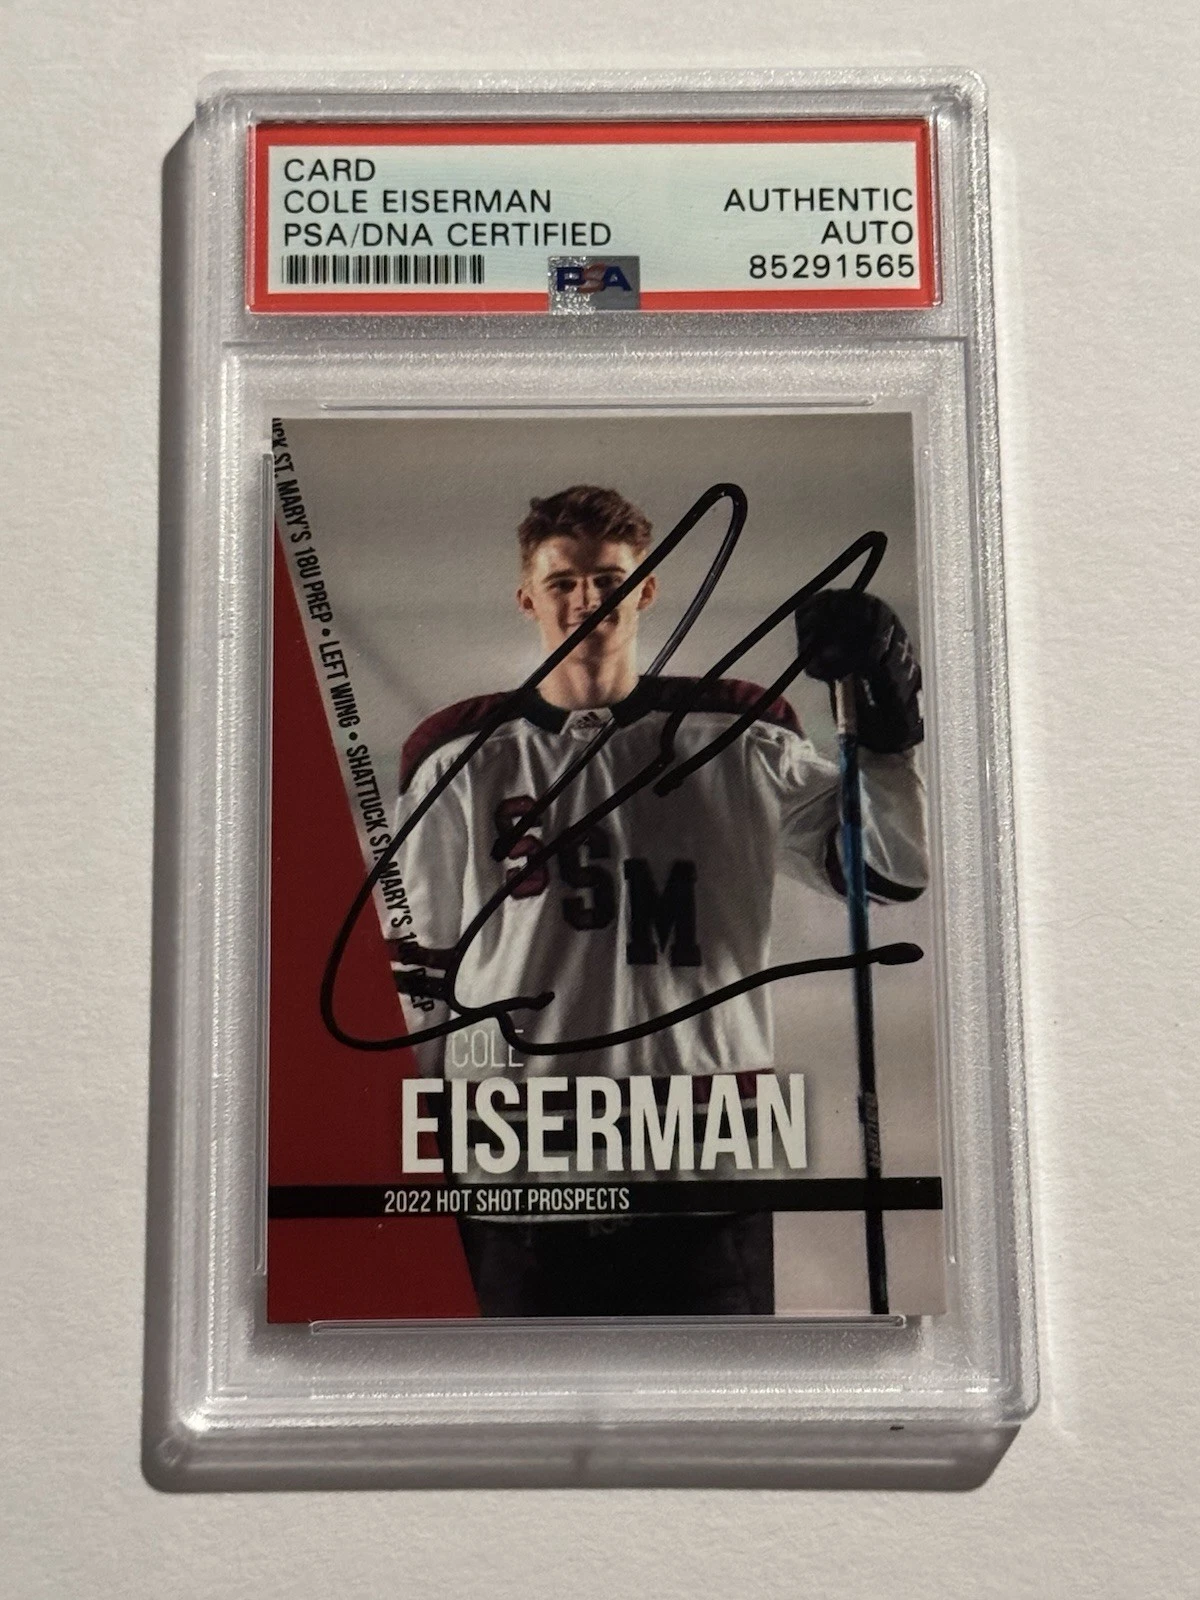 CARD
COLE EISERMAN
PSA/DNA CERTIFIED
AUTHENTIC
AUTO
85291565
PSA
ST. MARY'S 18U PREP • LEFT WING • SHATTUCK ST. MARY'S
SSM
COLE
EISERMAN
2022 HOT SHOT PROSPECTS
BAUER